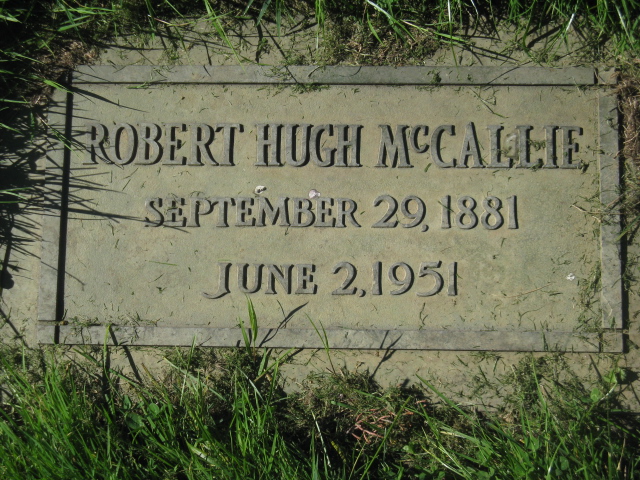 ROBERT HUGH McCALLIE
SEPTEMBER 29, 1881
JUNE 2, 1951